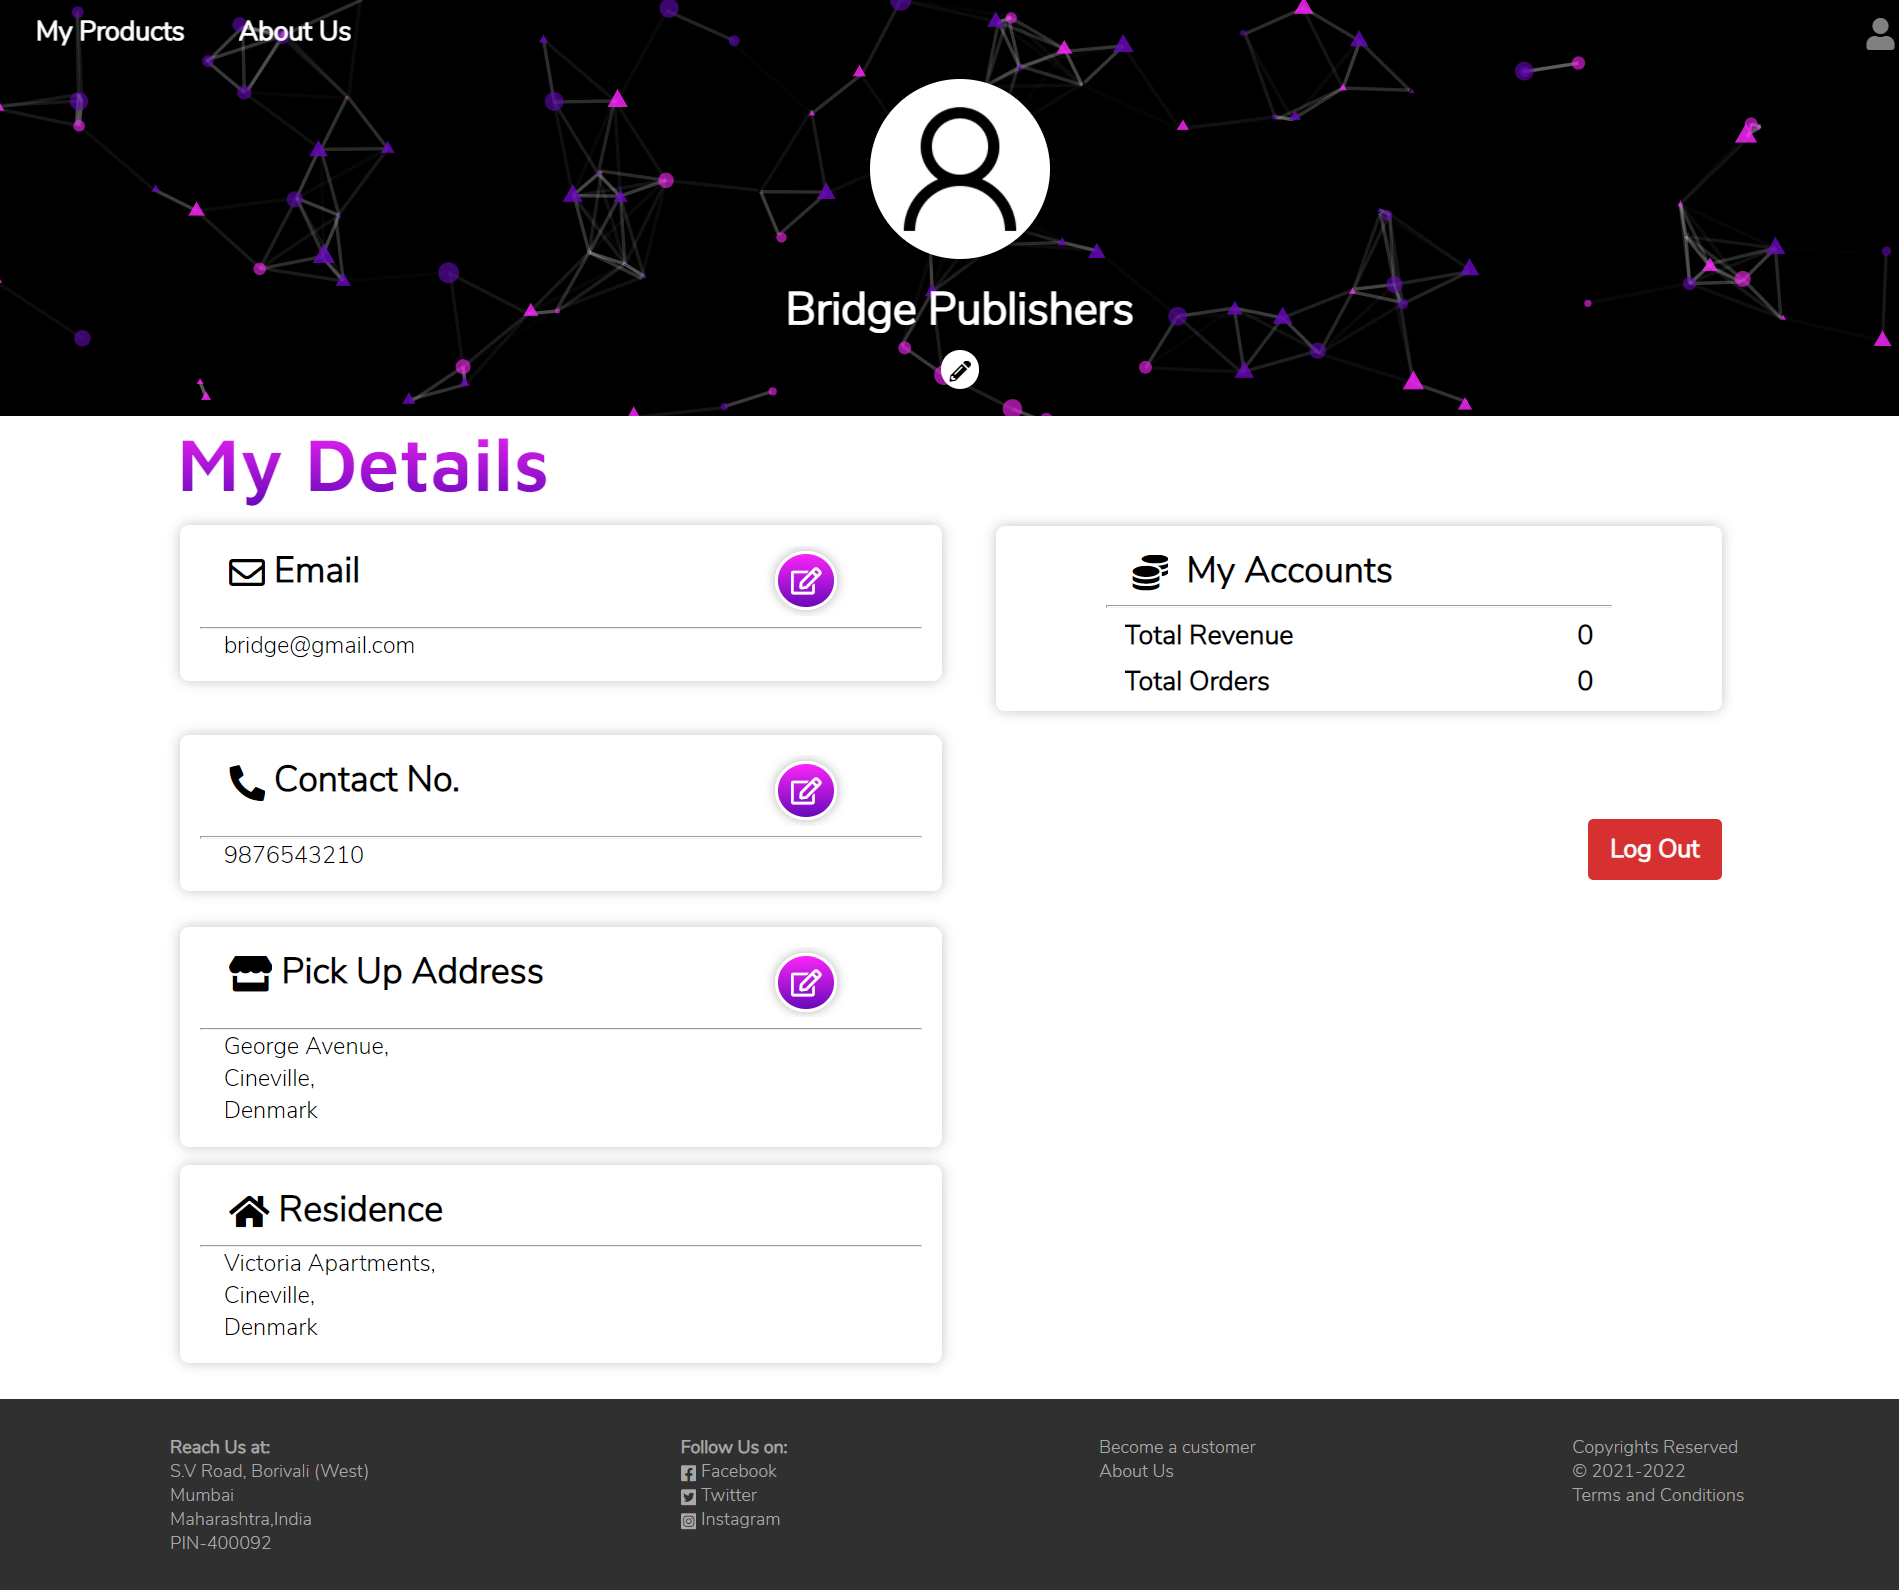 My Products
About Us
Bridge Publishers
My Details
Email
bridge@gmail.com
Contact No.
9876543210
Pick Up Address
George Avenue,
Cineville,
Denmark
Residence
Victoria Apartments,
Cineville,
Denmark
My Accounts
Total Revenue 0
Total Orders 0
Log Out
Reach Us at:
S.V Road, Borivali (West)
Mumbai
Maharashtra,India
PIN-400092
Follow Us on:
Facebook
Twitter
Instagram
Become a customer
About Us
Copyrights Reserved
© 2021-2022
Terms and Conditions